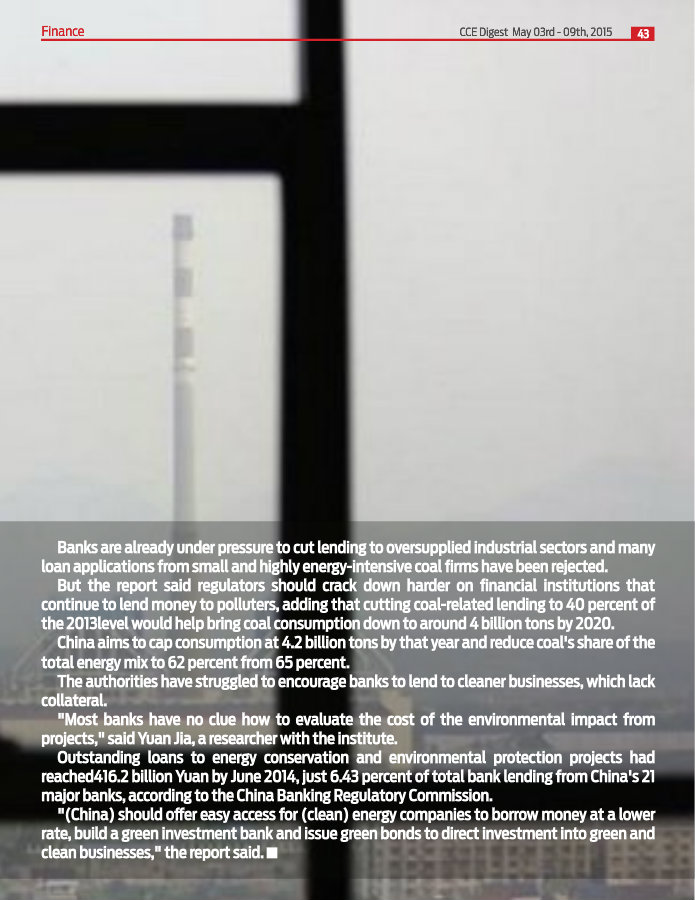 Finance
CCE Digest May 03rd - 09th, 2015 43
Banks are already under pressure to cut lending to oversupplied industrial sectors and many
loan applications from small and highly energy-intensive coal firms have been rejected.
But the report said regulators should crack down harder on financial institutions that
continue to lend money to polluters, adding that cutting coal-related lending to 40 percent of
the 2013level would help bring coal consumption down to around 4 billion tons by 2020.
China aims to cap consumption at 4.2 billion tons by that year and reduce coal's share of the
total energy mix to 62 percent from 65 percent.
The authorities have struggled to encourage banks to lend to cleaner businesses, which lack
collateral.
"Most banks have no clue how to evaluate the cost of the environmental impact from
projects," said Yuan Jia, a researcher with the institute.
Outstanding loans to energy conservation and environmental protection projects had
reached416.2 billion Yuan by June 2014, just 6.43 percent of total bank lending from China's 21
major banks, according to the China Banking Regulatory Commission.
"(China) should offer easy access for (clean) energy companies to borrow money at a lower
rate, build a green investment bank and issue green bonds to direct investment into green and
clean businesses," the report said. ■